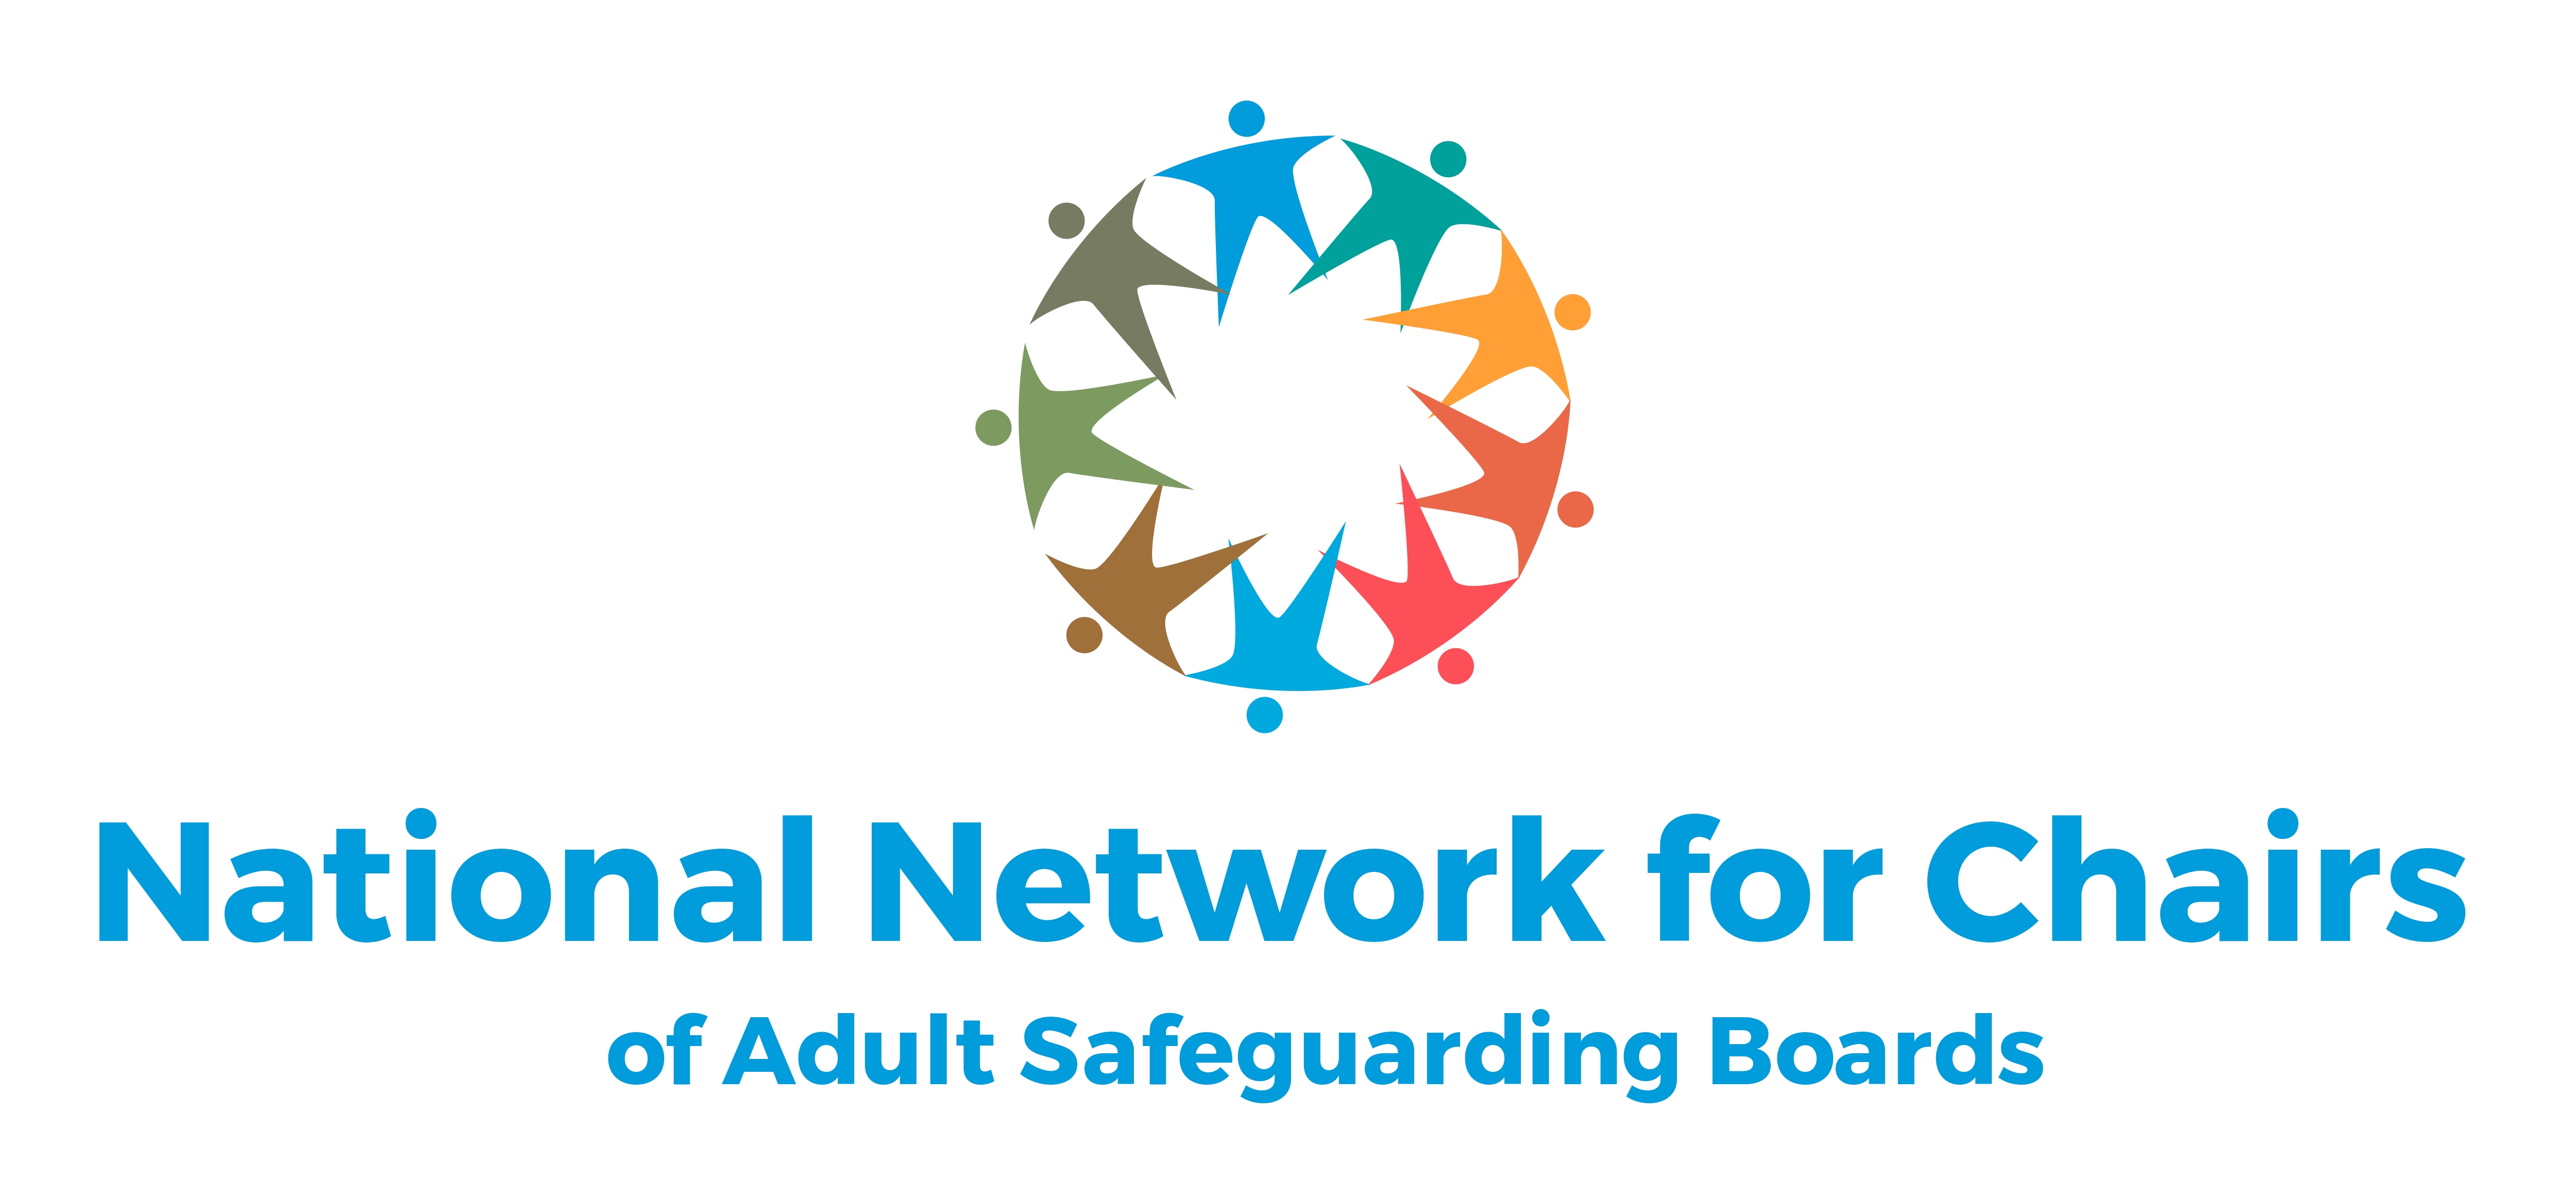 National Network for Chairs
of Adult Safeguarding Boards